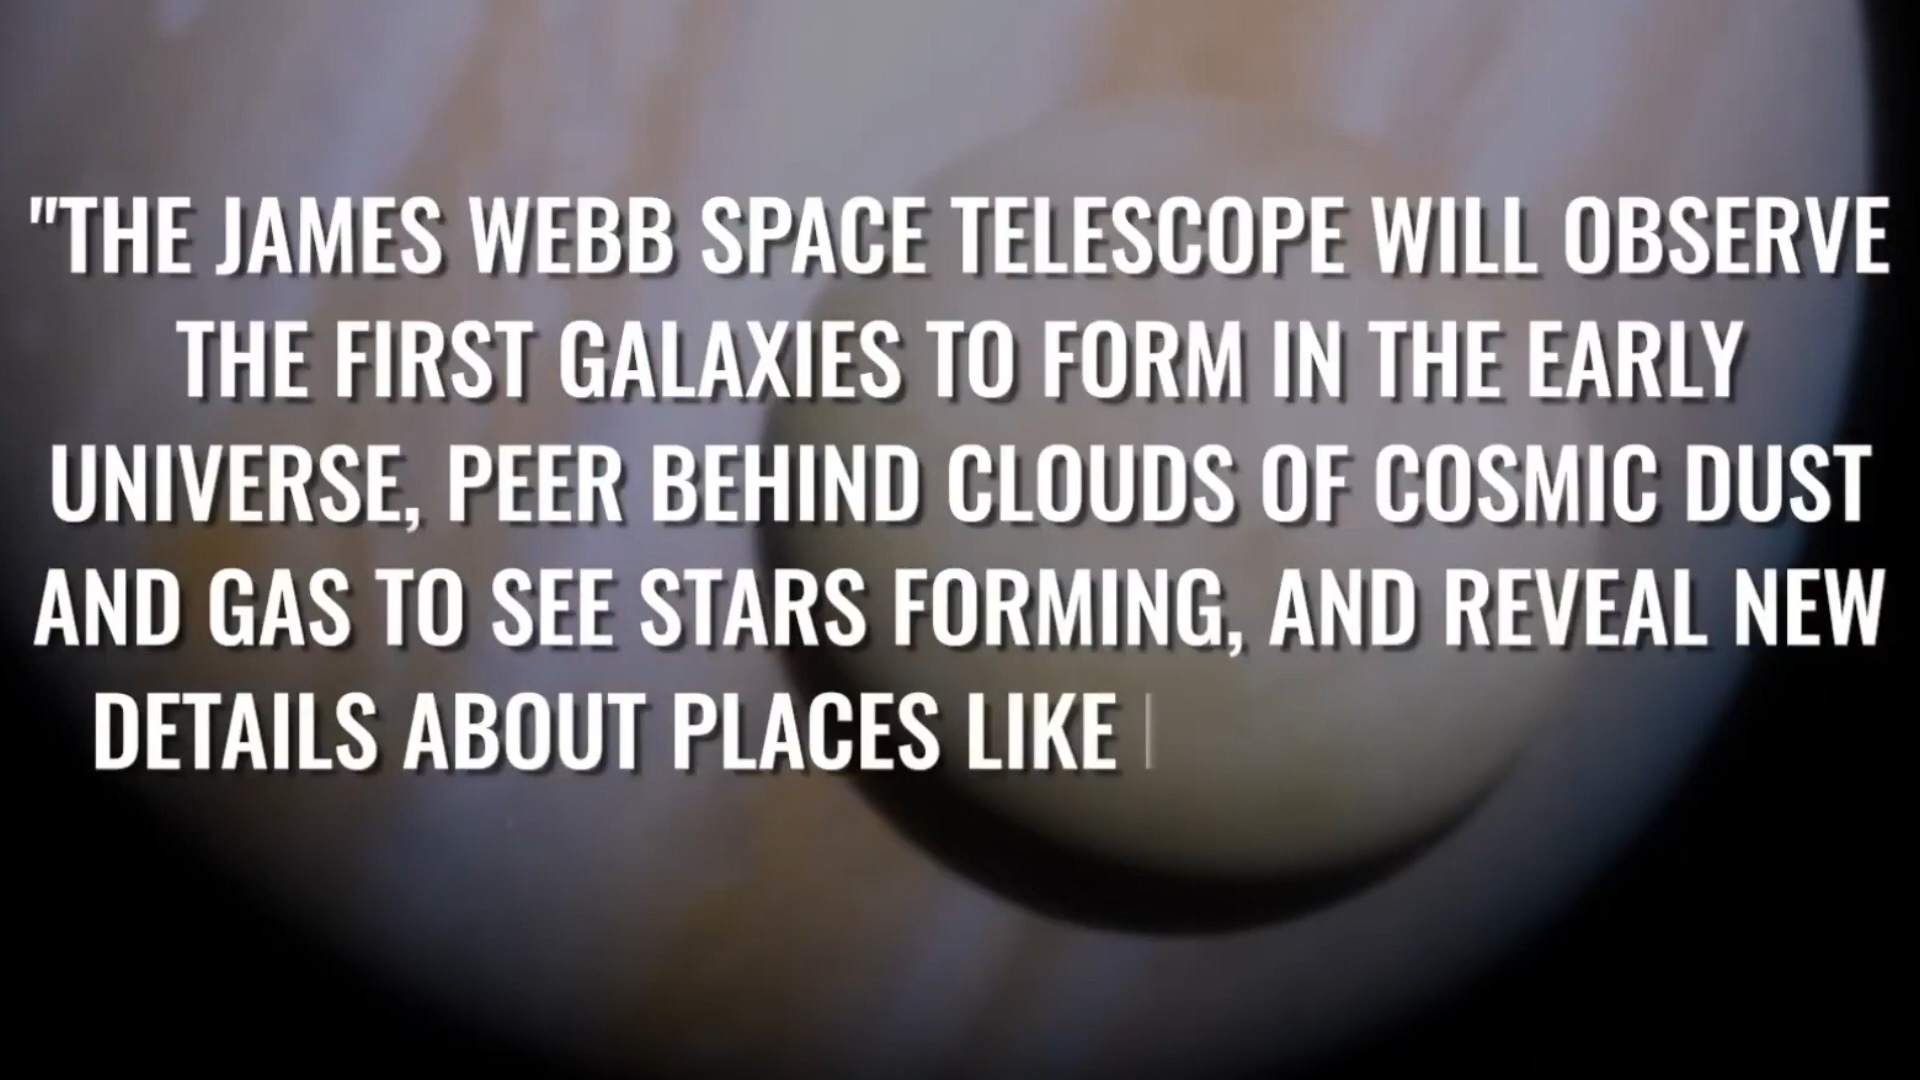 "THE JAMES WEBB SPACE TELESCOPE WILL OBSERVE
THE FIRST GALAXIES TO FORM IN THE EARLY
UNIVERSE, PEER BEHIND CLOUDS OF COSMIC DUST
AND GAS TO SEE STARS FORMING, AND REVEAL NEW
DETAILS ABOUT PLACES LIKE